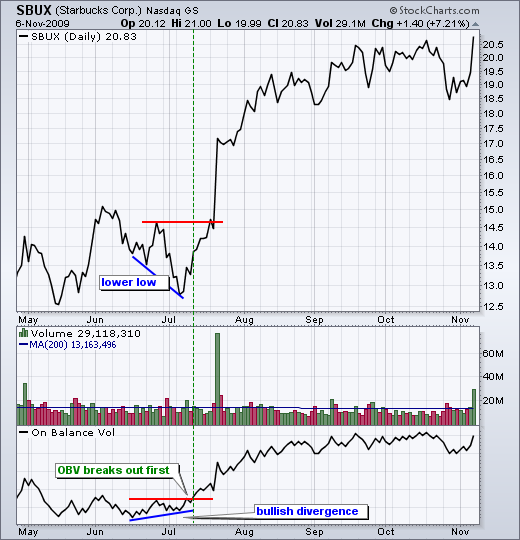 SBUX (Starbucks Corp.) Nasdaq GS © StockCharts.com
6-Nov-2009 Op 20.12 Hi 21.00 Lo 19.99 Cl 20.83 Vol 29.1M Chg +1.40 (+7.21%)
SBUX (Daily) 20.83
20.5
20.0
19.5
19.0
18.5
18.0
17.5
17.0
16.5
16.0
15.5
15.0
14.5
14.0
13.5
13.0
12.5
lower low
May Jun Jul Aug Sep Oct Nov
Volume 29,118,310
MA(200) 13,163,496
60M
40M
20M
On Balance Vol
OBV breaks out first
bullish divergence
May Jun Jul Aug Sep Oct Nov